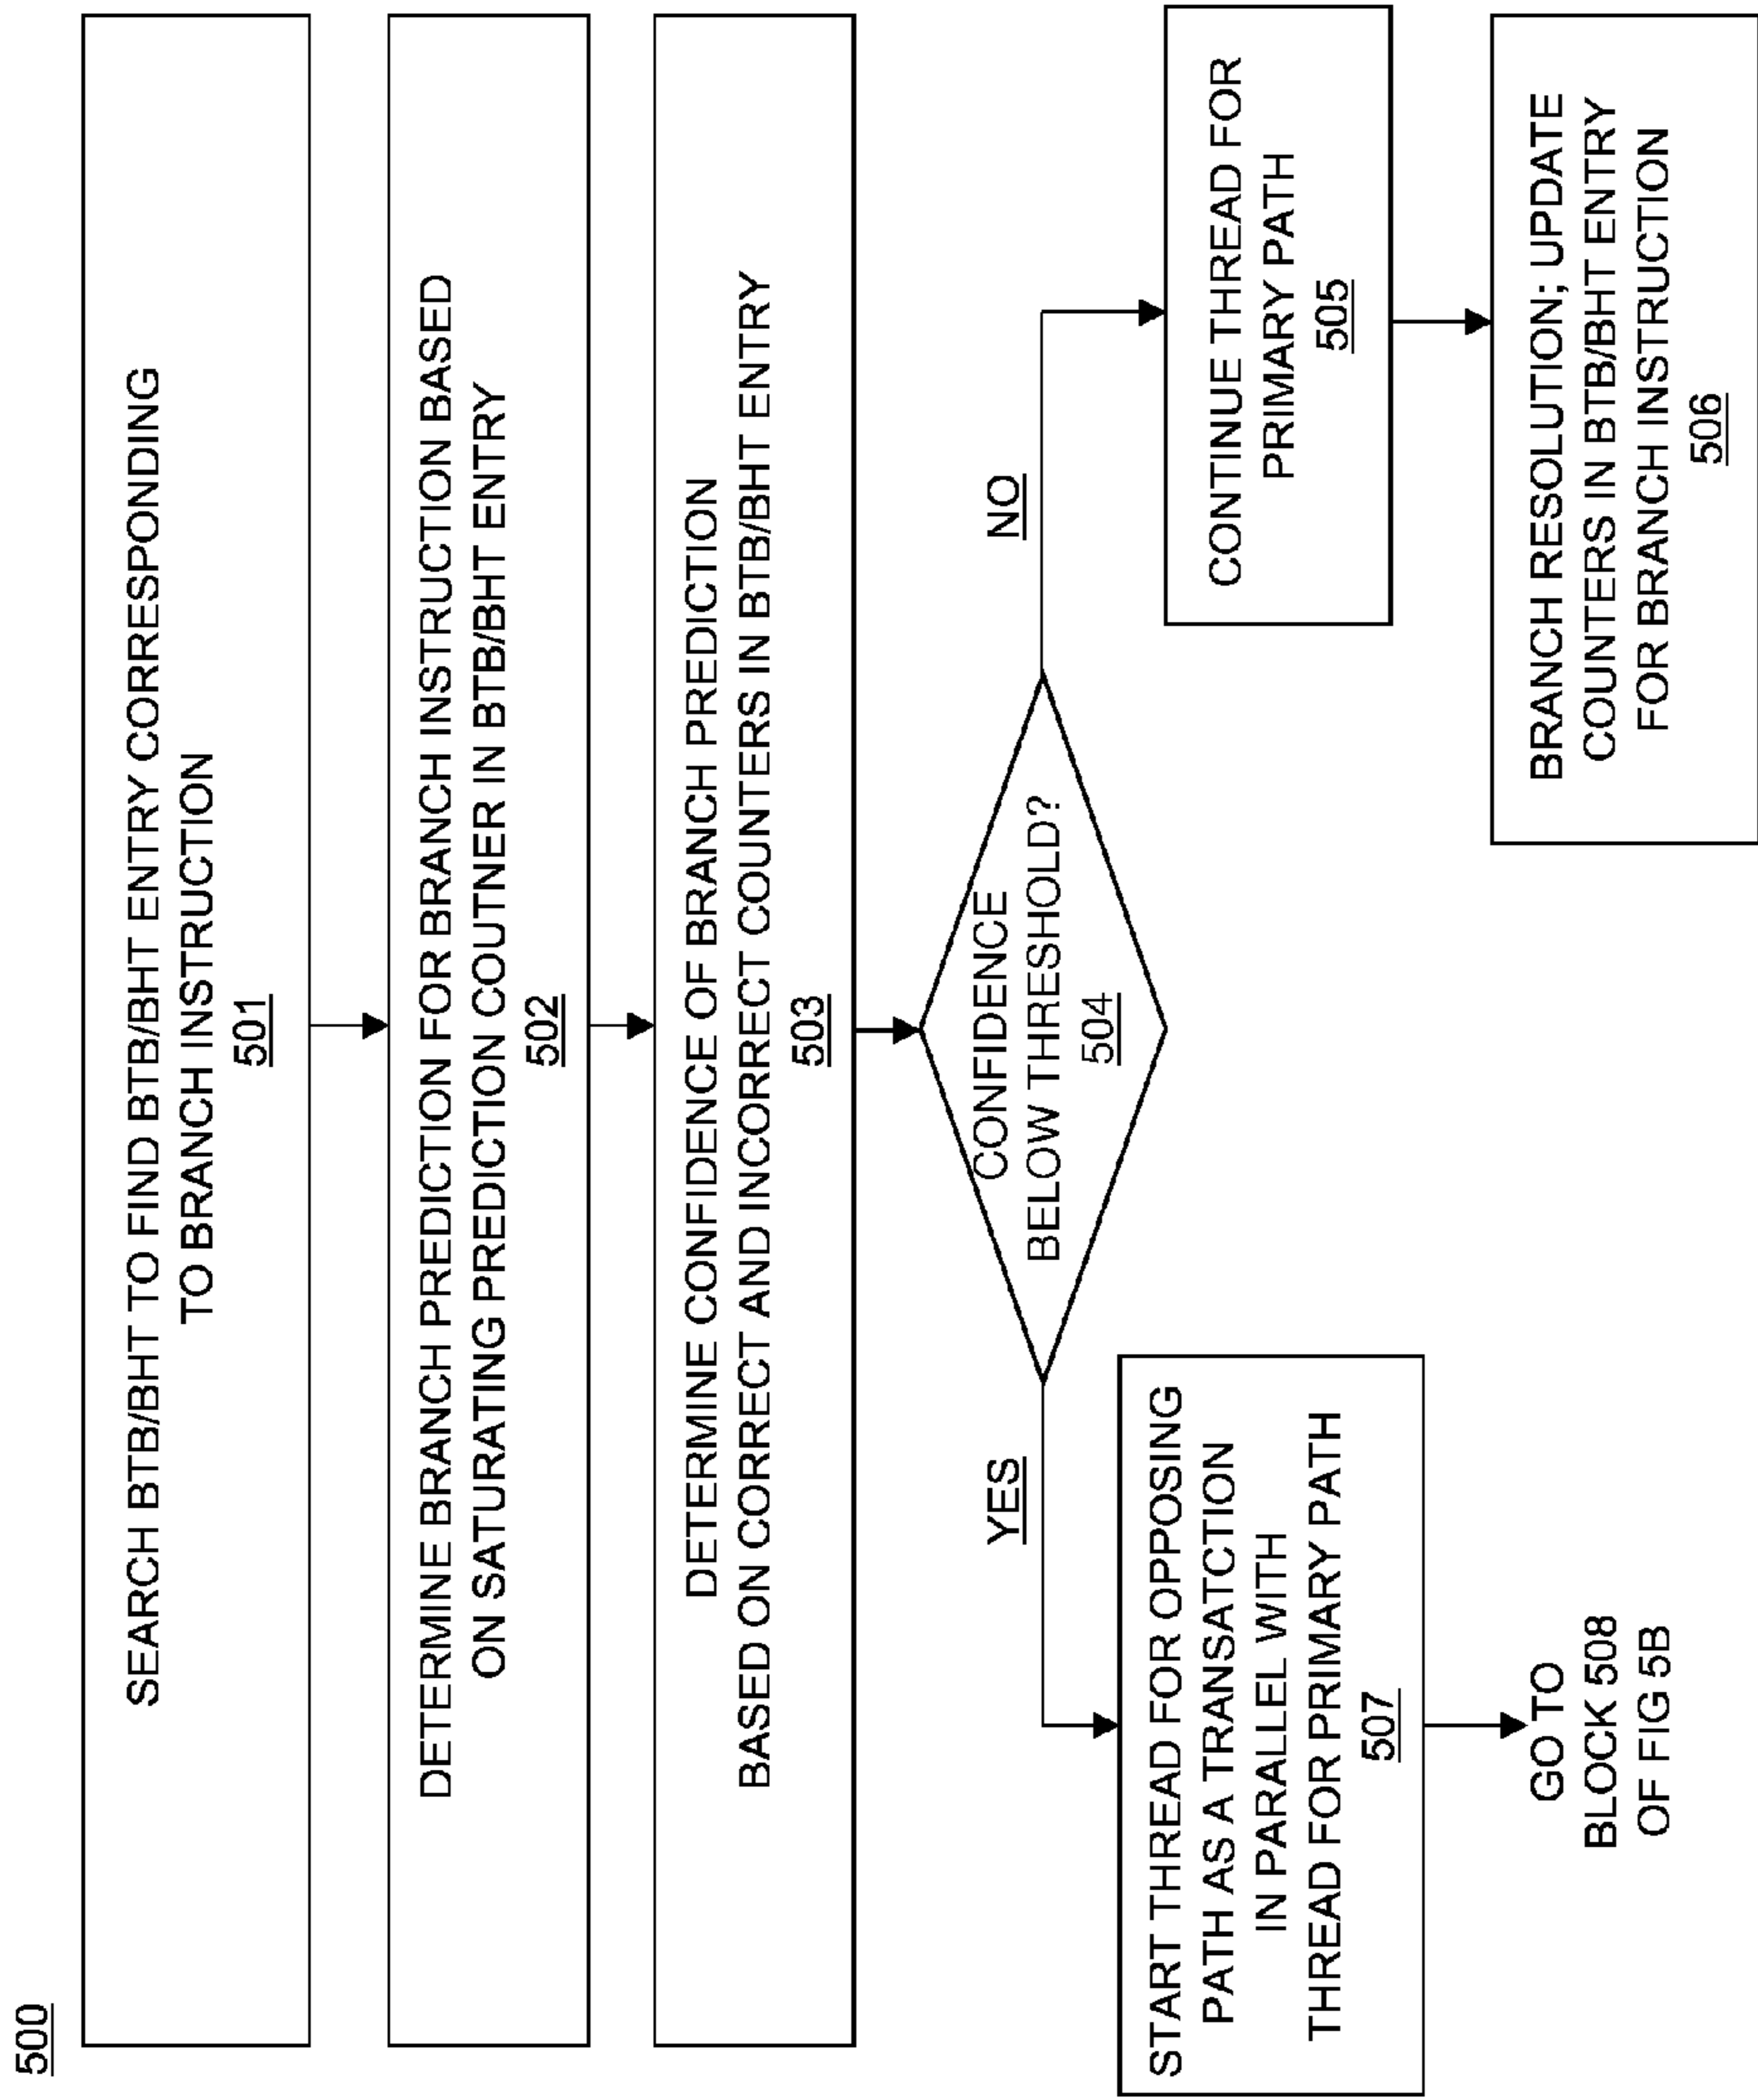 500
SEARCH BTB/BHT TO FIND BTB/BHT ENTRY CORRESPONDING
TO BRANCH INSTRUCTION
501
DETERMINE BRANCH PREDICTION FOR BRANCH INSTRUCTION BASED
ON SATURATING PREDICTION COUTNER IN BTB/BHT ENTRY
502
DETERMINE CONFIDENCE OF BRANCH PREDICTION
BASED ON CORRECT AND INCORRECT COUNTERS IN BTB/BHT ENTRY
503
CONFIDENCE
BELOW THRESHOLD?
504
YES
NO
START THREAD FOR OPPOSING
PATH AS A TRANSATCION
IN PARALLEL WITH
THREAD FOR PRIMARY PATH
507
GO TO
BLOCK 508
OF FIG 5B
CONTINUE THREAD FOR
PRIMARY PATH
505
BRANCH RESOLUTION; UPDATE
COUNTERS IN BTB/BHT ENTRY
FOR BRANCH INSTRUCTION
506